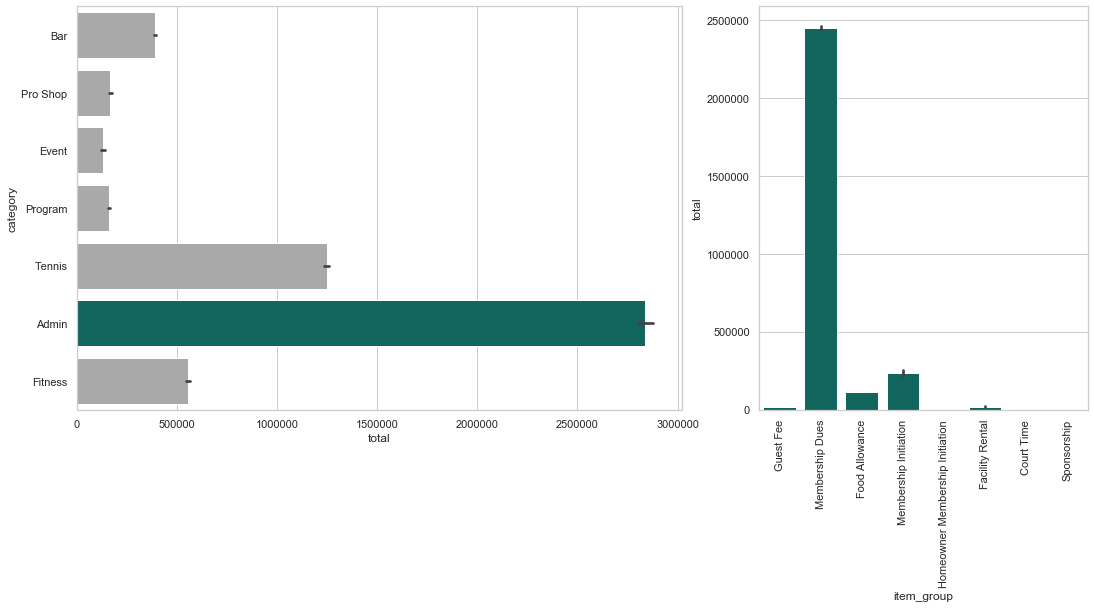 Bar
Pro Shop
Event
Program
Tennis
Admin
Fitness
category
0 500000 1000000 1500000 2000000 2500000 3000000
total
2500000
2000000
1500000
1000000
500000
0
total
Guest Fee
Membership Dues
Food Allowance
Membership Initiation
Homeowner Membership Initiation
Facility Rental
Court Time
Sponsorship
item_group